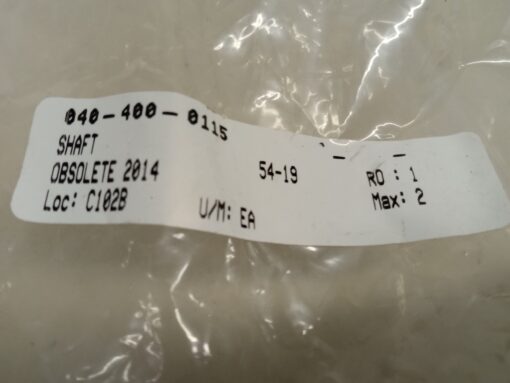 040-400-0115 - -
SHAFT
OBSOLETE 2014 54-19 RO : 1
Loc: C102B U/M: EA Max: 2